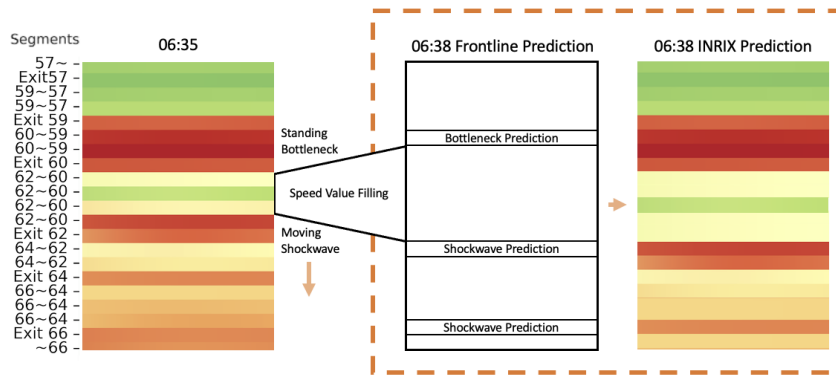 Segments
06:35
06:38 Frontline Prediction
06:38 INRIX Prediction
57~
Exit57
59~57
59~57
Exit 59
60~59
60~59
Exit 60
62~60
62~60
62~60
62~60
Exit 62
64~62
64~62
Exit 64
66~64
66~64
66~64
Exit 66
~66
Standing
Bottleneck
Speed Value Filling
Moving
Shockwave
Bottleneck Prediction
Shockwave Prediction
Shockwave Prediction